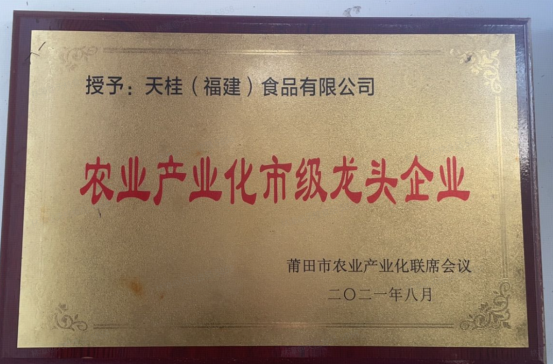 授予：天桂（福建）食品有限公司
农业产业化市级龙头企业
莆田市农业产业化联席会议
二〇二一年八月